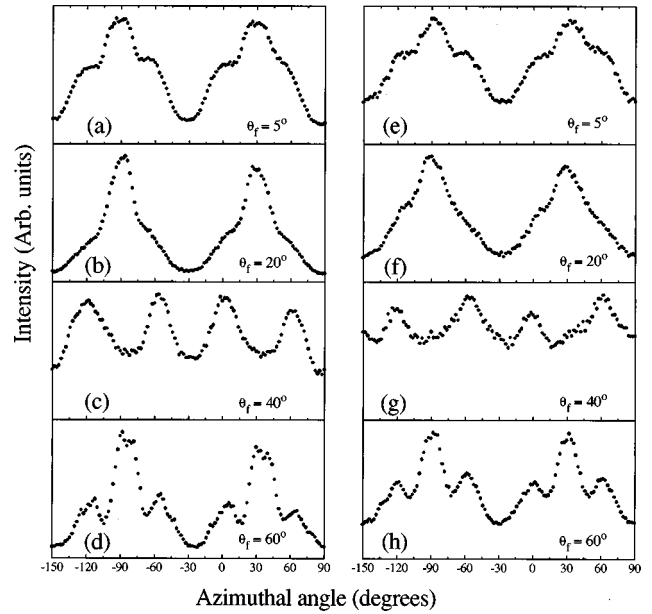 (a)
θf = 5°
(e)
θf = 5°
(b)
θf = 20°
(f)
θf = 20°
(c)
θf = 40°
(g)
θf = 40°
(d)
θf = 60°
(h)
θf = 60°
Intensity (Arb. units)
-150 -120 -90 -60 -30 0 30 60 90
-150 -120 -90 -60 -30 0 30 60 90
Azimuthal angle (degrees)